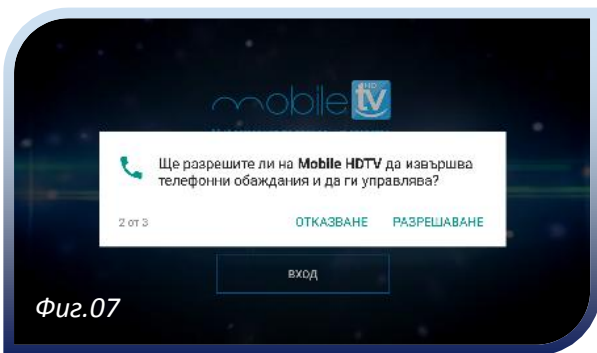 mobile tv HD
Ще разрешите ли на Mobile HDTV да извършва
телефонни обаждания и да ги управлява?
2 от 3 ОТКАЗВАНЕ РАЗРЕШАВАНЕ
вход
Фиг.07